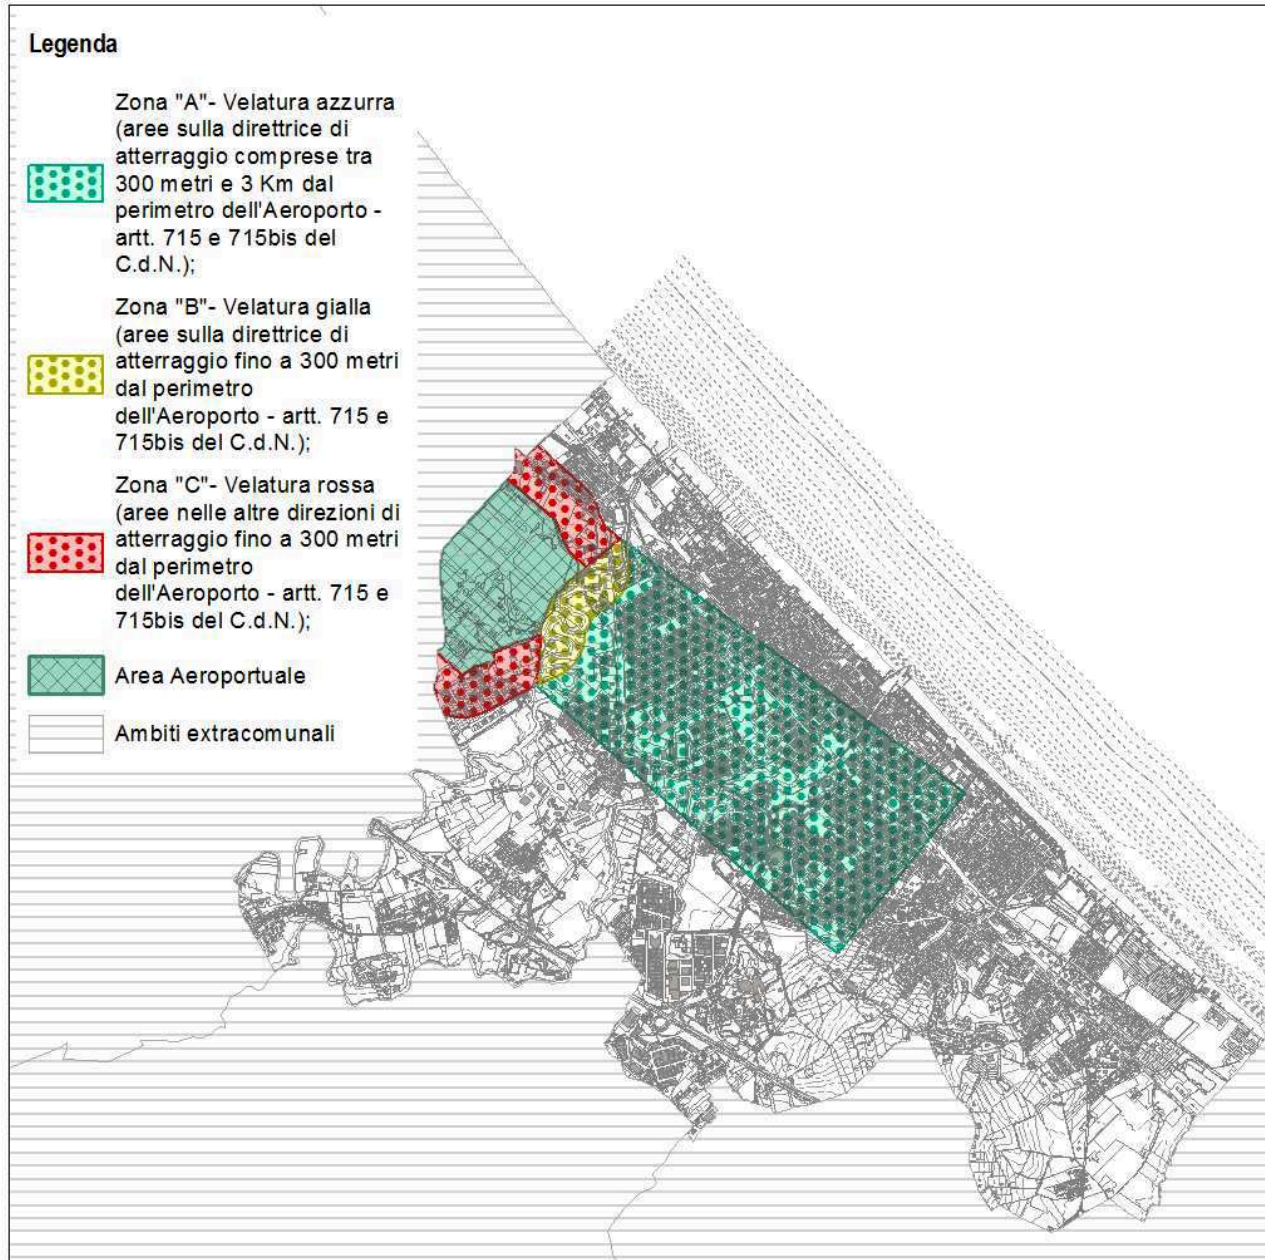 Legenda
Zona "A"- Velatura azzurra
(aree sulla direttrice di
atterraggio comprese tra
300 metri e 3 Km dal
perimetro dell'Aeroporto -
artt. 715 e 715bis del
C.d.N.);
Zona "B"- Velatura gialla
(aree sulla direttrice di
atterraggio fino a 300 metri
dal perimetro
dell'Aeroporto - artt. 715 e
715bis del C.d.N.);
Zona "C"- Velatura rossa
(aree nelle altre direzioni di
atterraggio fino a 300 metri
dal perimetro
dell'Aeroporto - artt. 715 e
715bis del C.d.N.);
Area Aeroportuale
Ambiti extracomunali